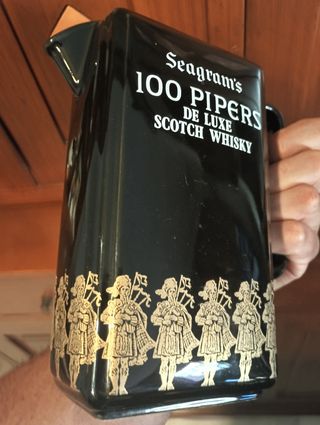 Seagram's
100 PIPERS
DE LUXE
SCOTCH WHISKY